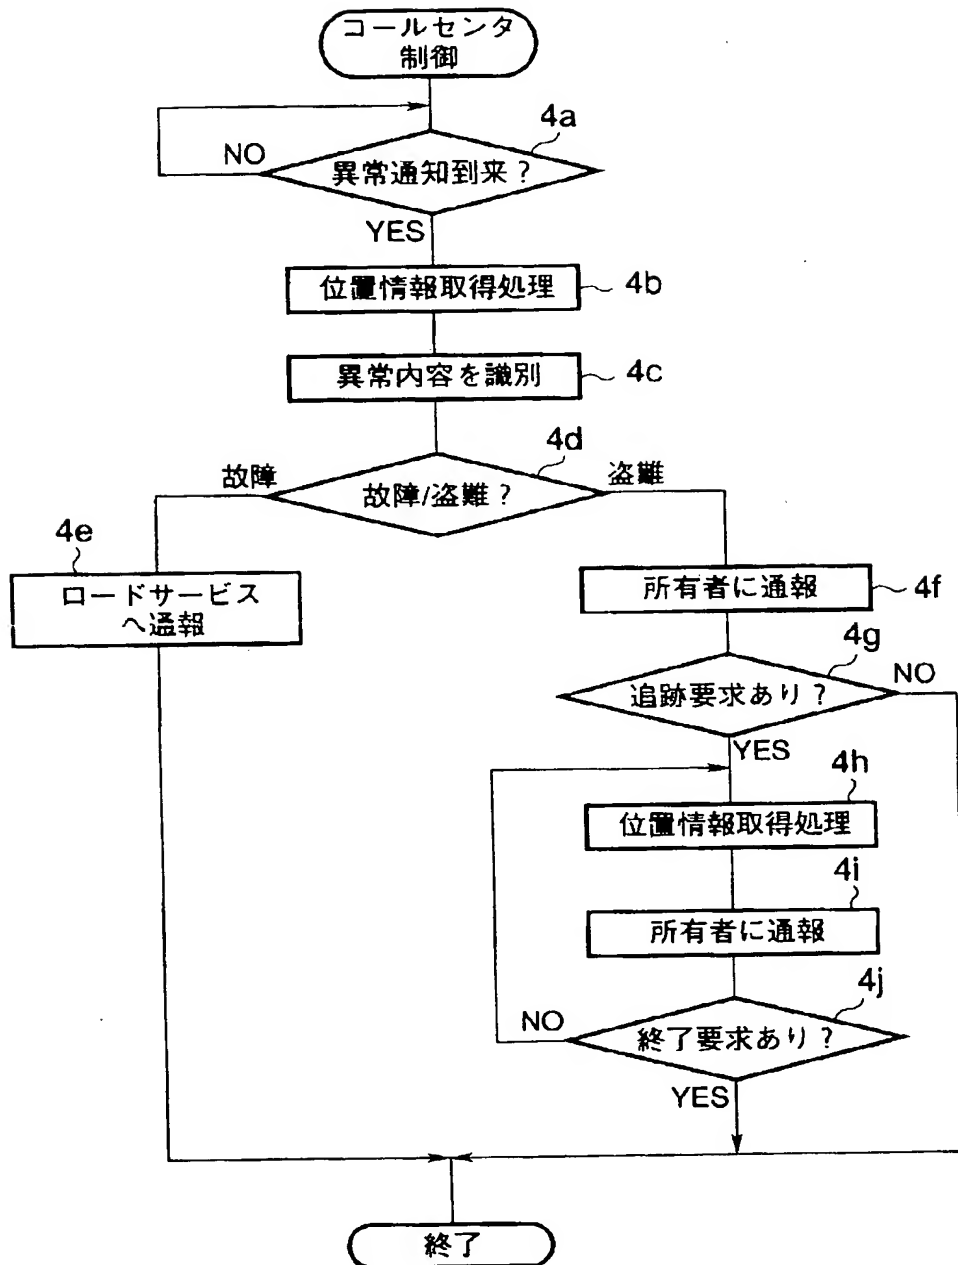 コールセンタ
制御
4a
NO
異常通知到来？
YES
位置情報取得処理
4b
異常内容を識別
4c
4d
故障
故障/盗難？
盗難
4e
ロードサービス
へ通報
所有者に通報
4f
4g
NO
追跡要求あり？
YES
4h
位置情報取得処理
4i
所有者に通報
4j
NO
終了要求あり？
YES
終了